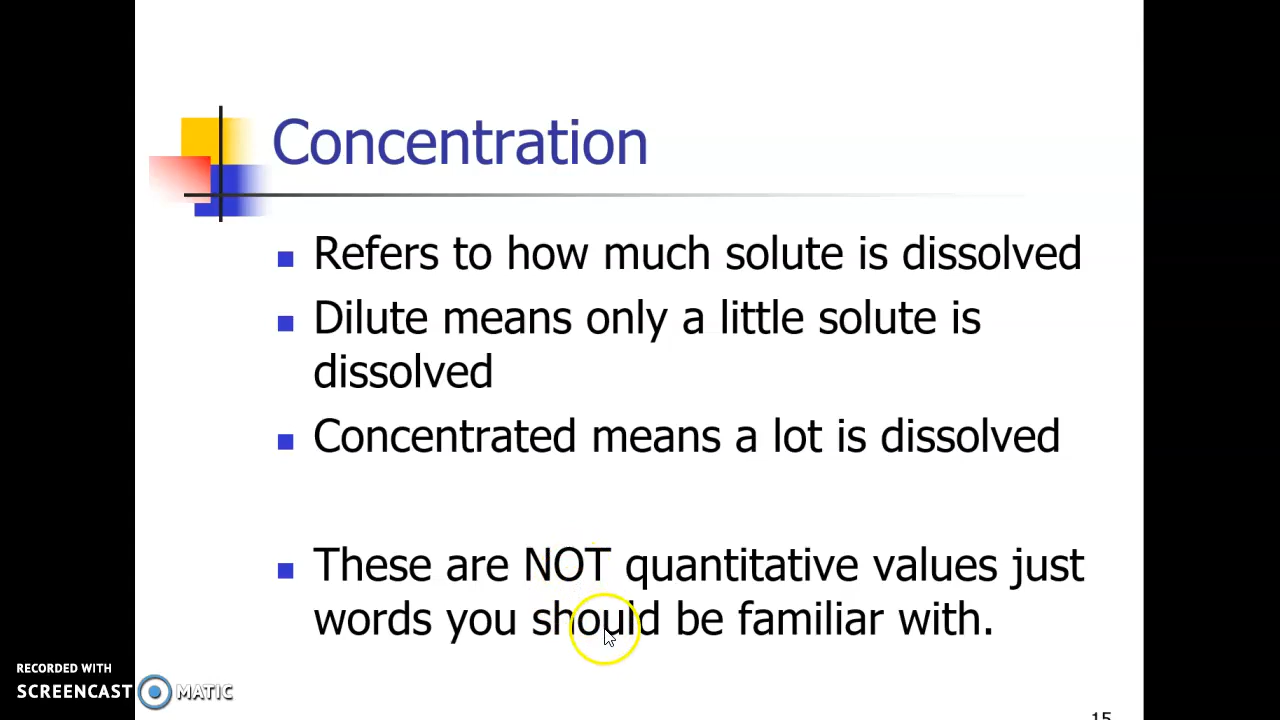 Concentration
Refers to how much solute is dissolved
Dilute means only a little solute is
dissolved
Concentrated means a lot is dissolved
These are NOT quantitative values just
words you should be familiar with.
RECORDED WITH
SCREENCAST MATIC
15